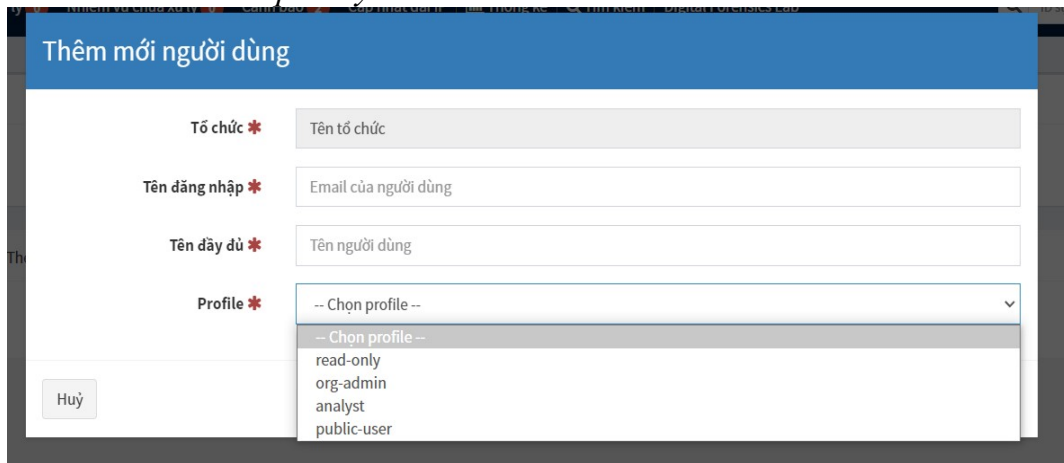 Thêm mới người dùng
Tổ chức ✱ Tên tổ chức
Tên đăng nhập ✱ Email của người dùng
Tên đầy đủ ✱ Tên người dùng
Profile ✱ -- Chọn profile --
-- Chọn profile --
read-only
org-admin
analyst
public-user
Huỷ